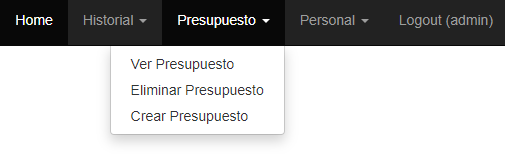 Home Historial Presupuesto Personal Logout (admin)
Ver Presupuesto
Eliminar Presupuesto
Crear Presupuesto